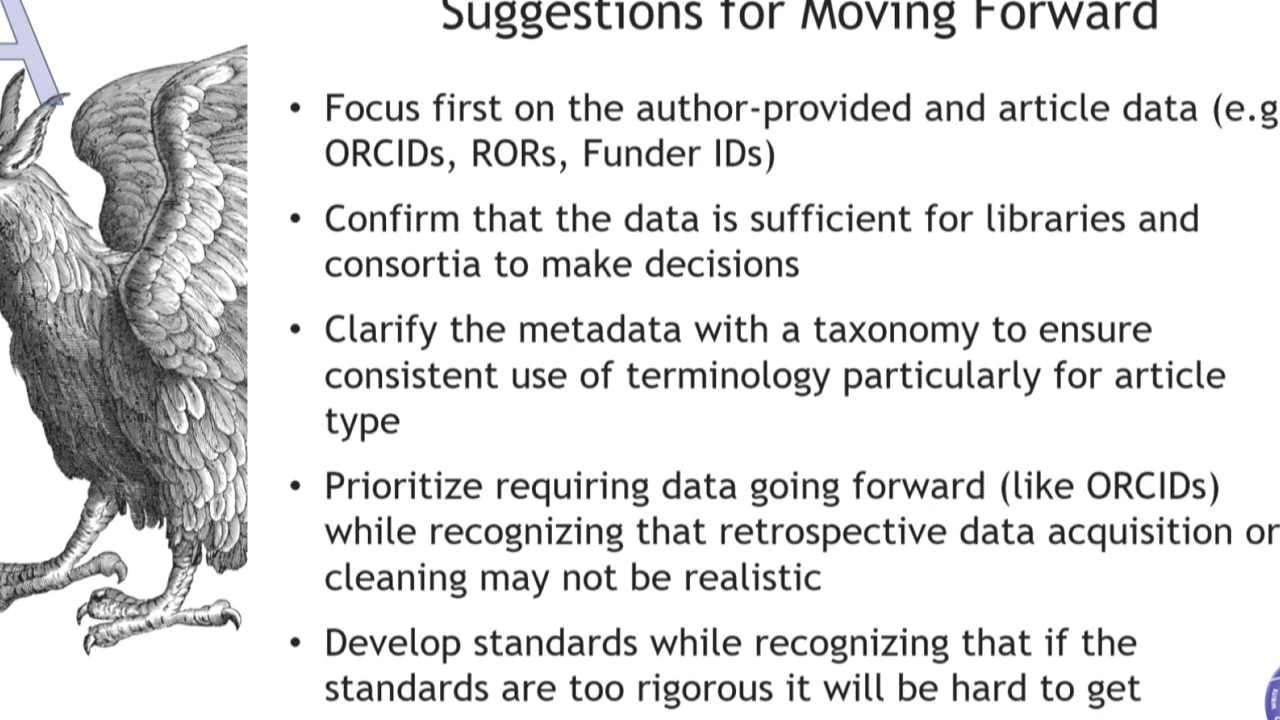 A
Suggestions for Moving Forward
• Focus first on the author-provided and article data (e.g
ORCIDs, RORs, Funder IDs)
• Confirm that the data is sufficient for libraries and
consortia to make decisions
• Clarify the metadata with a taxonomy to ensure
consistent use of terminology particularly for article
type
• Prioritize requiring data going forward (like ORCIDs)
while recognizing that retrospective data acquisition or
cleaning may not be realistic
• Develop standards while recognizing that if the
standards are too rigorous it will be hard to get